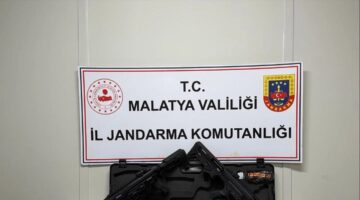 T.C.
MALATYA VALİLİĞİ
İL JANDARMA KOMUTANLIĞI